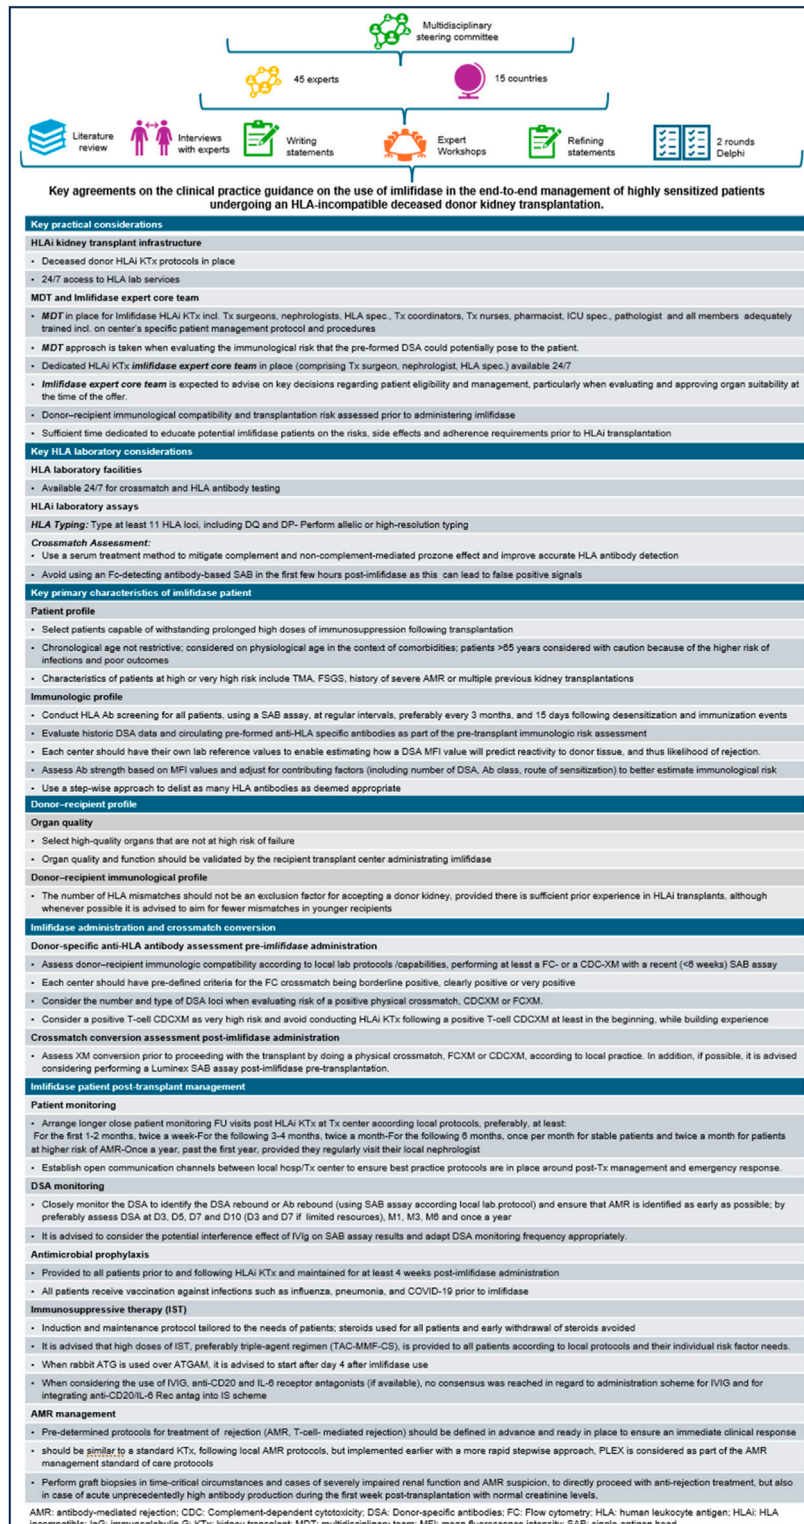 Multidisciplinary
steering committee
45 experts
15 countries
Literature
review
Interviews
with experts
Writing
statements
Expert
Workshops
Refining
statements
2 rounds
Delphi
Key agreements on the clinical practice guidance on the use of imlifidase in the end-to-end management of highly sensitized patients
undergoing an HLA-incompatible deceased donor kidney transplantation.
Key practical considerations
HLAi kidney transplant infrastructure
• Deceased donor HLAi KTx protocols in place
• 24/7 access to HLA lab services
MDT and Imlifidase expert core team
• MDT in place for Imlifidase HLAi KTx incl. Tx surgeons, nephrologists, HLA spec., Tx coordinators, Tx nurses, pharmacist, ICU spec., pathologist and all members adequately
trained incl. on center's specific patient management protocol and procedures
• MDT approach is taken when evaluating the immunological risk that the pre-formed DSA could potentially pose to the patient.
• Dedicated HLAi KTx imlifidase expert core team in place (comprising Tx surgeon, nephrologist, HLA spec.) available 24/7
• Imlifidase expert core team is expected to advise on key decisions regarding patient eligibility and management, particularly when evaluating and approving organ suitability at
the time of the offer.
• Donor–recipient immunological compatibility and transplantation risk assessed prior to administering imlifidase
• Sufficient time dedicated to educate potential imlifidase patients on the risks, side effects and adherence requirements prior to HLAi transplantation
Key HLA laboratory considerations
HLA laboratory facilities
• Available 24/7 for crossmatch and HLA antibody testing
HLAi laboratory assays
HLA Typing: Type at least 11 HLA loci, including DQ and DP- Perform allelic or high-resolution typing
Crossmatch Assessment:
• Use a serum treatment method to mitigate complement and non-complement-mediated prozone effect and improve accurate HLA antibody detection
• Avoid using an Fc-detecting antibody-based SAB in the first few hours post-imlifidase as this can lead to false positive signals
Key primary characteristics of imlifidase patient
Patient profile
• Select patients capable of withstanding prolonged high doses of immunosuppression following transplantation
• Chronological age not restrictive; considered on physiological age in the context of comorbidities; patients >65 years considered with caution because of the higher risk of
infections and poor outcomes
• Characteristics of patients at high or very high risk include TMA, FSGS, history of severe AMR or multiple previous kidney transplantations
Immunologic profile
• Conduct HLA Ab screening for all patients, using a SAB assay, at regular intervals, preferably every 3 months, and 15 days following desensitization and immunization events
• Evaluate historic DSA data and circulating pre-formed anti-HLA specific antibodies as part of the pre-transplant immunologic risk assessment
• Each center should have their own lab reference values to enable estimating how a DSA MFI value will predict reactivity to donor tissue, and thus likelihood of rejection.
• Assess Ab strength based on MFI values and adjust for contributing factors (including number of DSA, Ab class, route of sensitization) to better estimate immunological risk
• Use a step-wise approach to delist as many HLA antibodies as deemed appropriate
Donor–recipient profile
Organ quality
• Select high-quality organs that are not at high risk of failure
• Organ quality and function should be validated by the recipient transplant center administrating imlifidase
Donor–recipient immunological profile
• The number of HLA mismatches should not be an exclusion factor for accepting a donor kidney, provided there is sufficient prior experience in HLAi transplants, although
whenever possible it is advised to aim for fewer mismatches in younger recipients
Imlifidase administration and crossmatch conversion
Donor-specific anti-HLA antibody assessment pre-imlifidase administration
• Assess donor–recipient immunologic compatibility according to local lab protocols /capabilities, performing at least a FC- or a CDC-XM with a recent (<6 weeks) SAB assay
• Each center should have pre-defined criteria for the FC crossmatch being borderline positive, clearly positive or very positive
• Consider the number and type of DSA loci when evaluating risk of a positive physical crossmatch, CDCXM or FCXM.
• Consider a positive T-cell CDCXM as very high risk and avoid conducting HLAi KTx following a positive T-cell CDCXM at least in the beginning, while building experience
Crossmatch conversion assessment post-imlifidase administration
• Assess XM conversion prior to proceeding with the transplant by doing a physical crossmatch, FCXM or CDCXM, according to local practice. In addition, if possible, it is advised
considering performing a Luminex SAB assay post-imlifidase pre-transplantation.
Imlifidase patient post-transplant management
Patient monitoring
• Arrange longer close patient monitoring FU visits post HLAi KTx at Tx center according local protocols, preferably, at least:
For the first 1-2 months, twice a week-For the following 3-4 months, twice a month-For the following 6 months, once per month for stable patients and twice a month for patients
at higher risk of AMR-Once a year, past the first year, provided they regularly visit their local nephrologist
• Establish open communication channels between local hosp/Tx center to ensure best practice protocols are in place around post-Tx management and emergency response.
DSA monitoring
• Closely monitor the DSA to identify the DSA rebound or Ab rebound (using SAB assay according local lab.protocol) and ensure that AMR is identified as early as possible; by
preferably assess DSA at D3, D5, D7 and D10 (D3 and D7 if limited resources), M1, M3, M6 and once a year
• It is advised to consider the potential interference effect of IVIg on SAB assay results and adapt DSA monitoring frequency appropriately.
Antimicrobial prophylaxis
• Provided to all patients prior to and following HLAi KTx and maintained for at least 4 weeks post-imlifidase administration
• All patients receive vaccination against infections such as influenza, pneumonia, and COVID-19 prior to imlifidase
Immunosuppressive therapy (IST)
• Induction and maintenance protocol tailored to the needs of patients; steroids used for all patients and early withdrawal of steroids avoided
• It is advised that high doses of IST, preferably triple-agent regimen (TAC-MMF-CS), is provided to all patients according to local protocols and their individual risk factor needs.
• When rabbit ATG is used over ATGAM, it is advised to start after day 4 after imlifidase use
• When considering the use of IVIG, anti-CD20 and IL-6 receptor antagonists (if available), no consensus was reached in regard to administration scheme for IVIG and for
integrating anti-CD20/IL-6 Rec antag into IS scheme
AMR management
• Pre-determined protocols for treatment of rejection (AMR, T-cell- mediated rejection) should be defined in advance and ready in place to ensure an immediate clinical response
• should be similar to a standard KTx, following local AMR protocols, but implemented earlier with a more rapid stepwise approach, PLEX is considered as part of the AMR
management standard of care protocols
• Perform graft biopsies in time-critical circumstances and cases of severely impaired renal function and AMR suspicion, to directly proceed with anti-rejection treatment, but also
in case of acute unprecedentedly high antibody production during the first week post-transplantation with normal creatinine levels.
AMR: antibody-mediated rejection; CDC: Complement-dependent cytotoxicity; DSA: Donor-specific antibodies; FC: Flow cytometry; HLA: human leukocyte antigen; HLAi: HLA